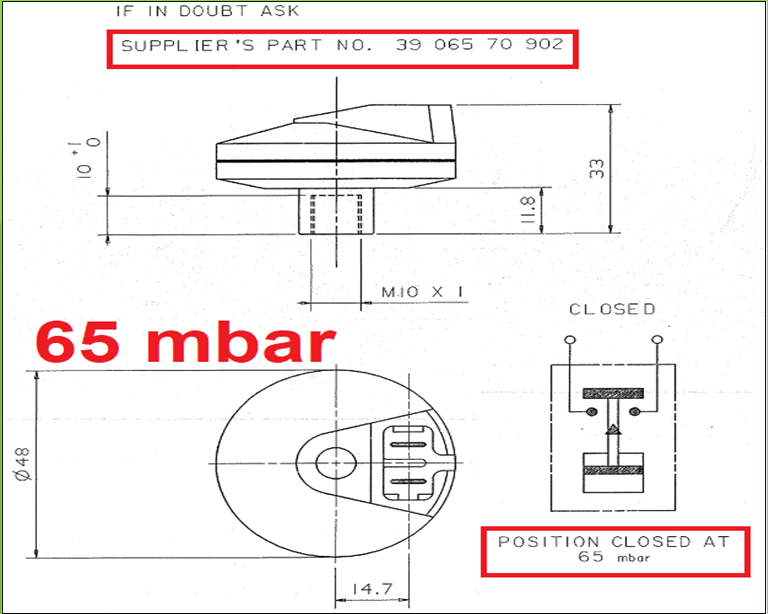 IF IN DOUBT ASK
SUPPLIER'S PART NO. 39 065 70 902
10 +1 0
33
11.8
M10 X 1
CLOSED
65 mbar
Ø48
POSITION CLOSED AT
65 mbar
14.7